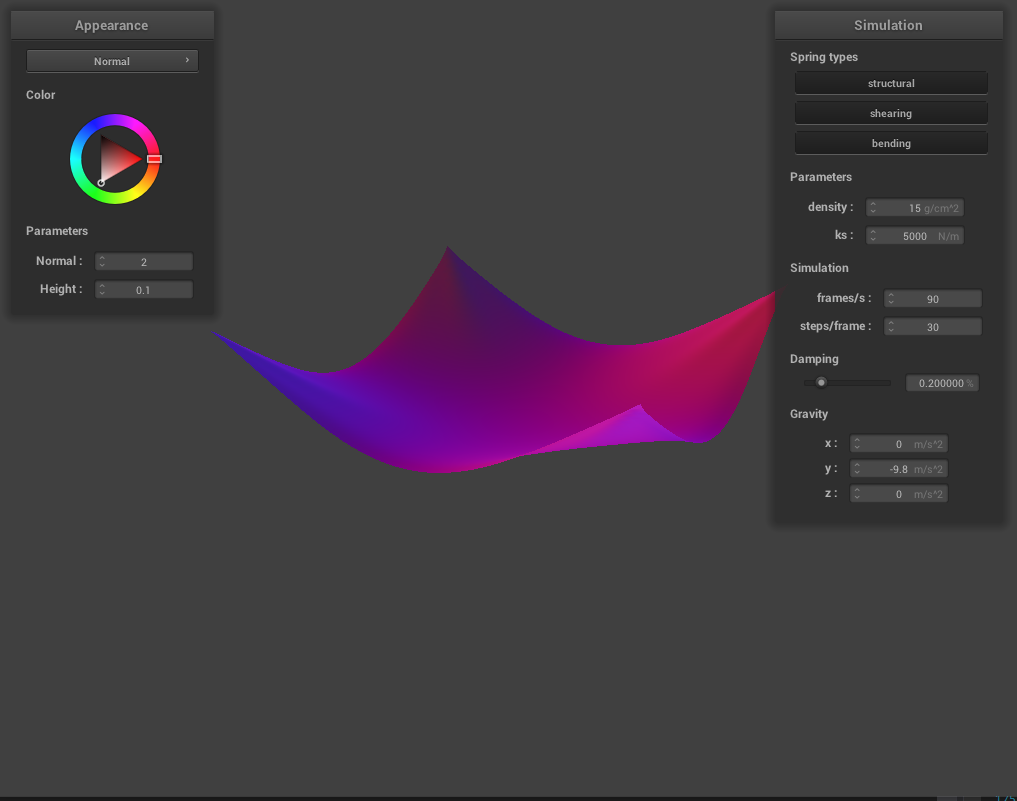 Appearance
Normal
Color
Parameters
Normal : 2
Height : 0.1
Simulation
Spring types
structural
shearing
bending
Parameters
density : 15 g/cm^2
ks : 5000 N/m
Simulation
frames/s : 90
steps/frame : 30
Damping
0.200000 %
Gravity
x : 0 m/s^2
y : -9.8 m/s^2
z : 0 m/s^2